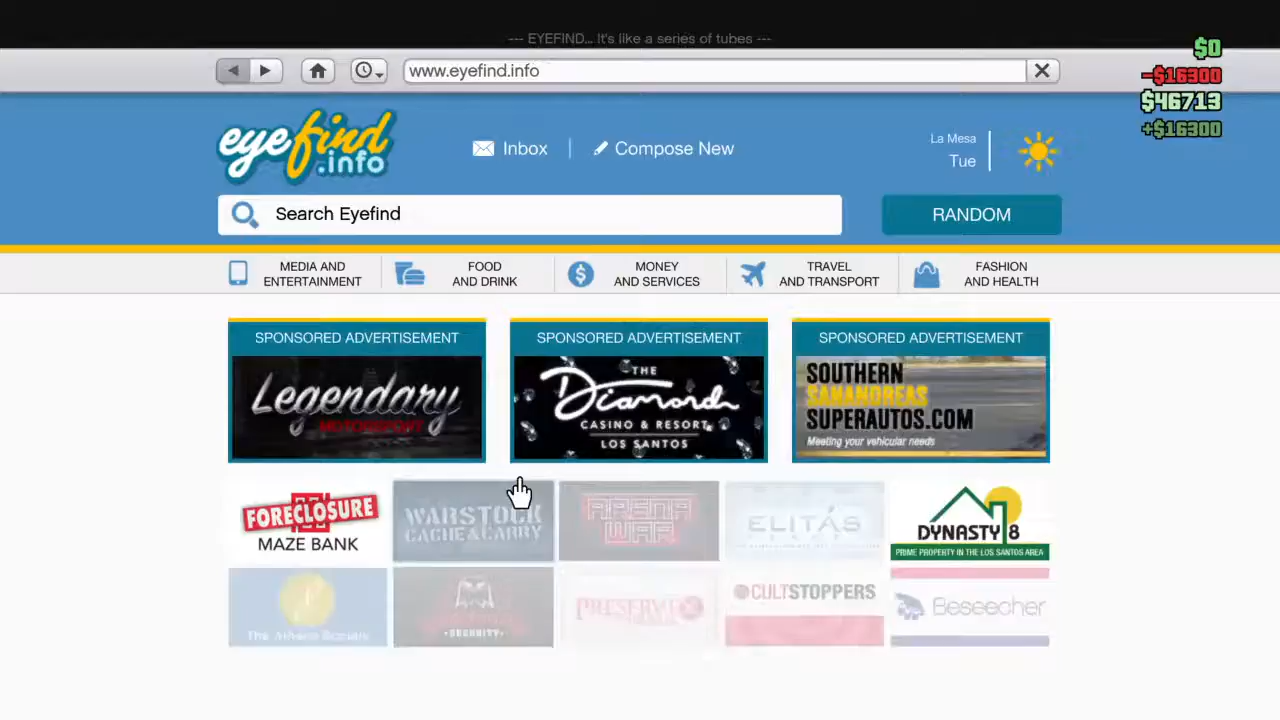 --- EYEFIND... It's like a series of tubes ---
$0
-$16300
$46713
+$16300
www.eyefind.info
eyefind
.info
Inbox
Compose New
La Mesa
Tue
Search Eyefind
RANDOM
MEDIA AND
ENTERTAINMENT
FOOD
AND DRINK
MONEY
AND SERVICES
TRAVEL
AND TRANSPORT
FASHION
AND HEALTH
SPONSORED ADVERTISEMENT
Legendary
MOTORSPORT
SPONSORED ADVERTISEMENT
THE
Diamond
CASINO & RESORT
LOS SANTOS
SPONSORED ADVERTISEMENT
SOUTHERN
SANANDREAS
SUPERAUTOS.COM
Meeting your vehicular needs
FORECLOSURE
MAZE BANK
WARSTOCK
CACHE & CARRY
ARENA
WAR
ELITÁS
DYNASTY 8
PRIME PROPERTY IN THE LOS SANTOS AREA
SECURITY
CULTSTOPPERS
Beseecher